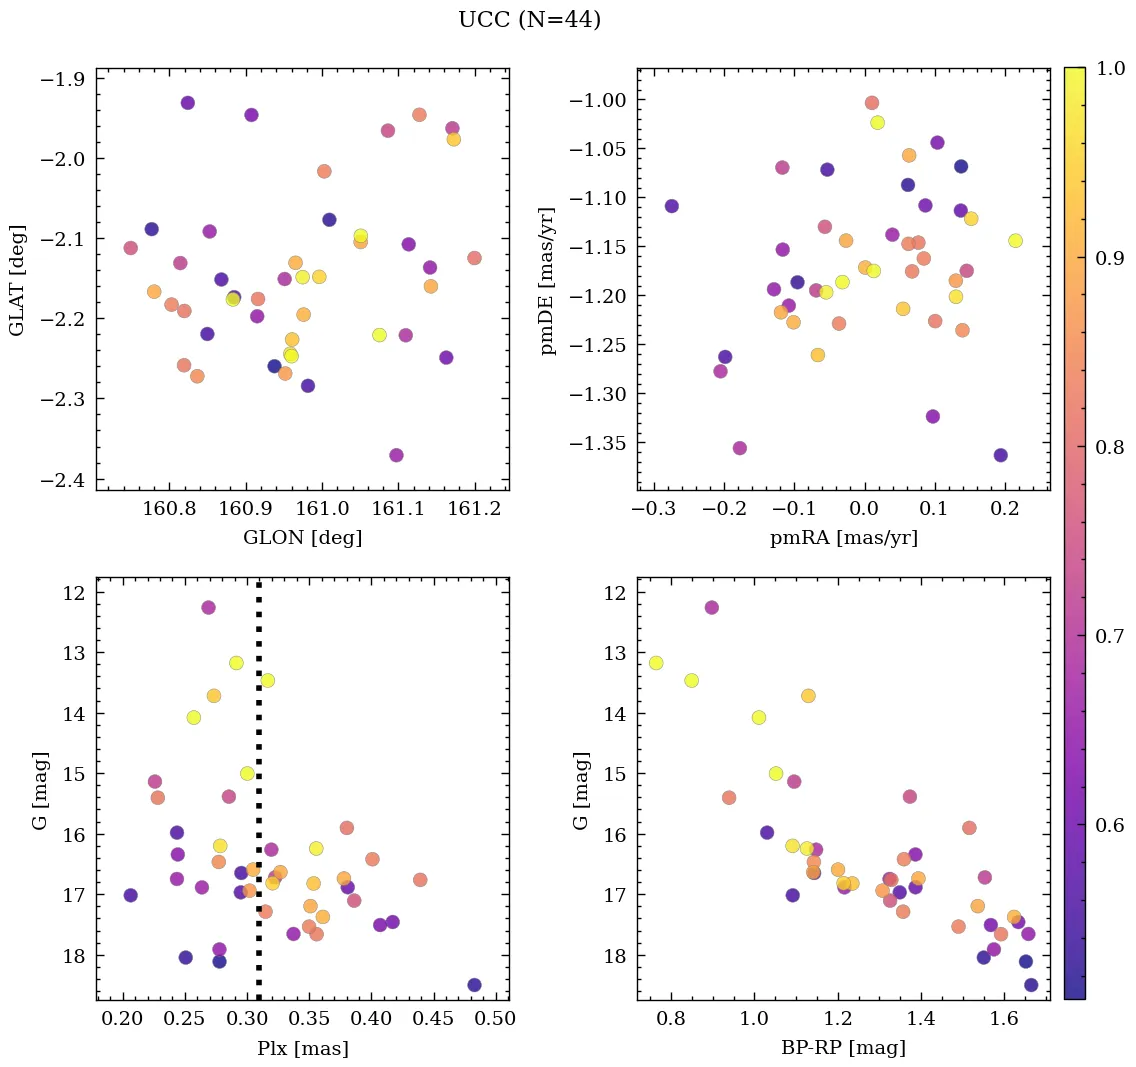 UCC (N=44)
−1.9
−2.0
−2.1
−2.2
−2.3
−2.4
GLAT [deg]
160.8 160.9 161.0 161.1 161.2
GLON [deg]
−1.00
−1.05
−1.10
−1.15
−1.20
−1.25
−1.30
−1.35
pmDE [mas/yr]
−0.3 −0.2 −0.1 0.0 0.1 0.2
pmRA [mas/yr]
1.0
0.9
0.8
0.7
0.6
12
13
14
15
16
17
18
G [mag]
0.20 0.25 0.30 0.35 0.40 0.45 0.50
Plx [mas]
12
13
14
15
16
17
18
G [mag]
0.8 1.0 1.2 1.4 1.6
BP-RP [mag]